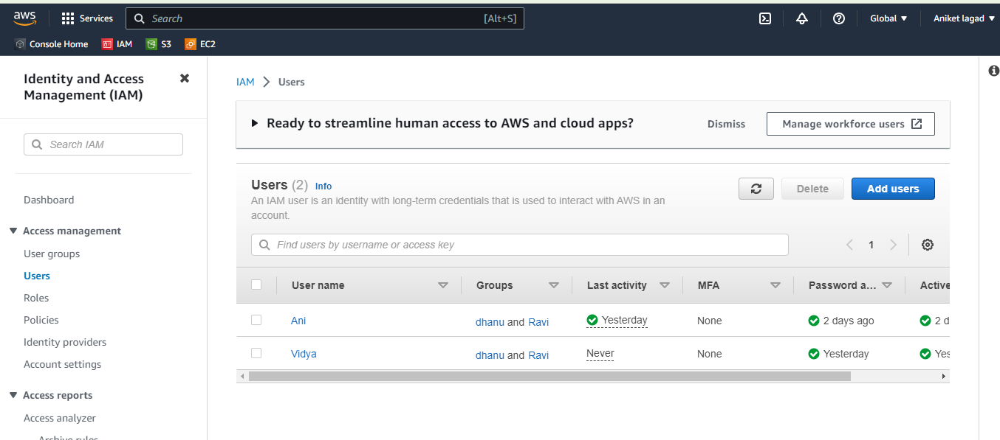 aws
Services
Search
[Alt+S]
Global
Aniket lagad
Console Home
IAM
S3
EC2
Identity and Access
Management (IAM)
Search IAM
Dashboard
Access management
User groups
Users
Roles
Policies
Identity providers
Account settings
Access reports
Access analyzer
Archive rules
IAM
Users
Ready to streamline human access to AWS and cloud apps?
Dismiss
Manage workforce users
Users (2) Info
An IAM user is an identity with long-term credentials that is used to interact with AWS in an
account.
Delete
Add users
Find users by username or access key
1
User name Groups Last activity MFA Password a... Active
Ani dhanu and Ravi Yesterday None 2 days ago 2 d
Vidya dhanu and Ravi Never None Yesterday Yes